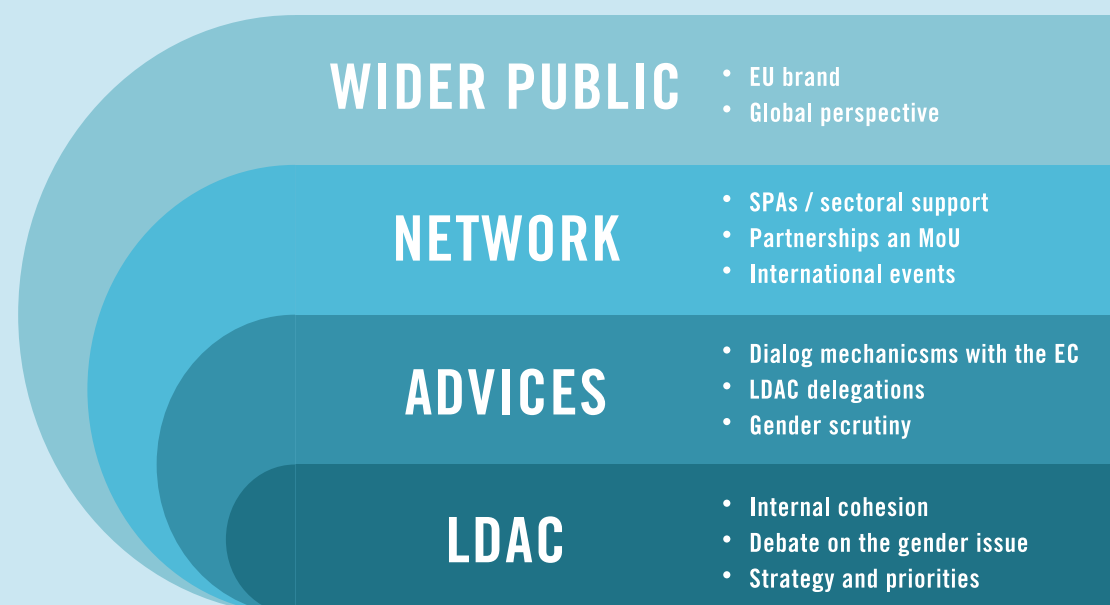 WIDER PUBLIC
• EU brand
• Global perspective
NETWORK
• SPAs / sectoral support
• Partnerships an MoU
• International events
ADVICES
• Dialog mechanicsms with the EC
• LDAC delegations
• Gender scrutiny
LDAC
• Internal cohesion
• Debate on the gender issue
• Strategy and priorities